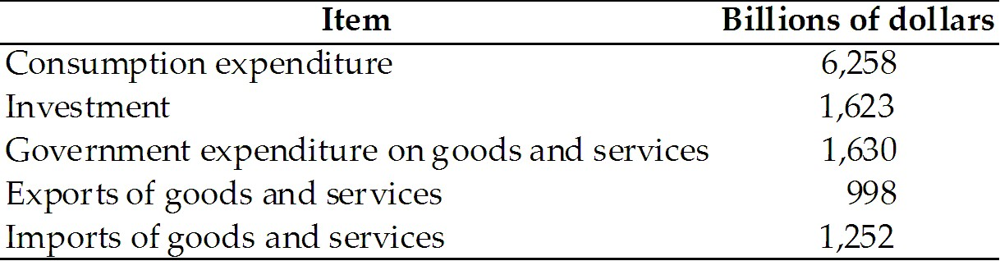 Item Billions of dollars
Consumption expenditure 6,258
Investment 1,623
Government expenditure on goods and services 1,630
Exports of goods and services 998
Imports of goods and services 1,252